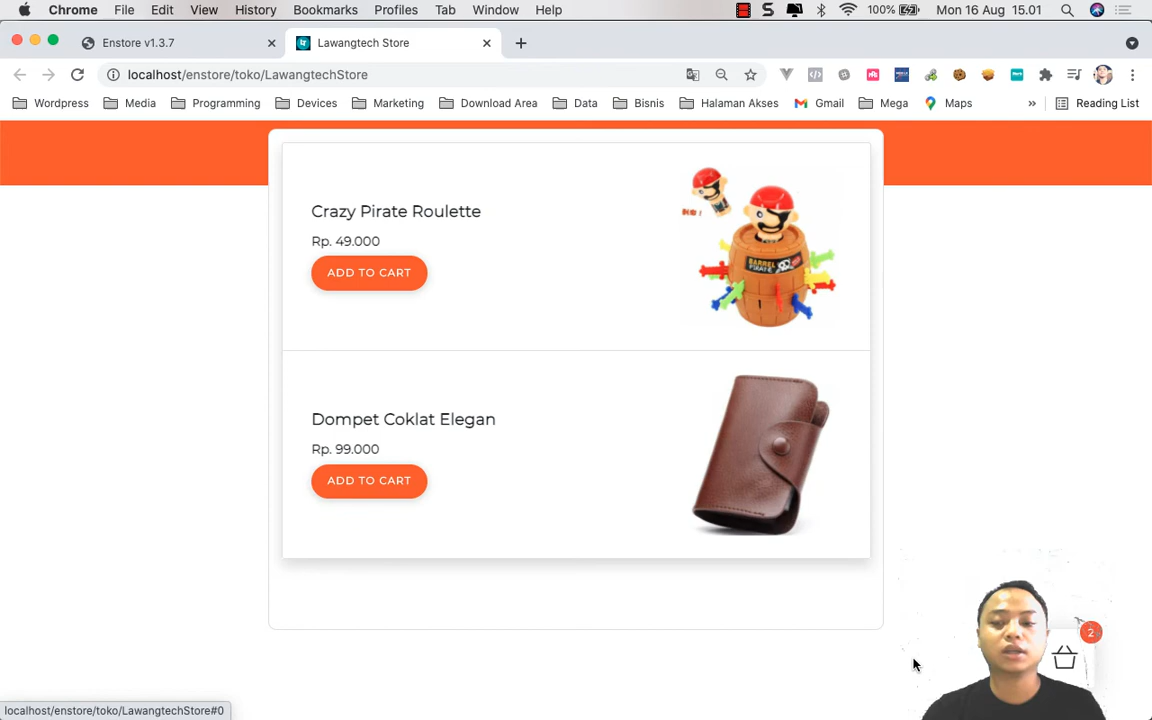 Chrome File Edit View History Bookmarks Profiles Tab Window Help 100% Mon 16 Aug 15.01
Enstore v1.3.7 Lawangtech Store
localhost/enstore/toko/LawangtechStore
Wordpress Media Programming Devices Marketing Download Area Data Bisnis Halaman Akses Gmail Mega Maps » Reading List
Crazy Pirate Roulette
Rp. 49.000
ADD TO CART
BARREL
PIRATE
Dompet Coklat Elegan
Rp. 99.000
ADD TO CART
2
localhost/enstore/toko/LawangtechStore#0